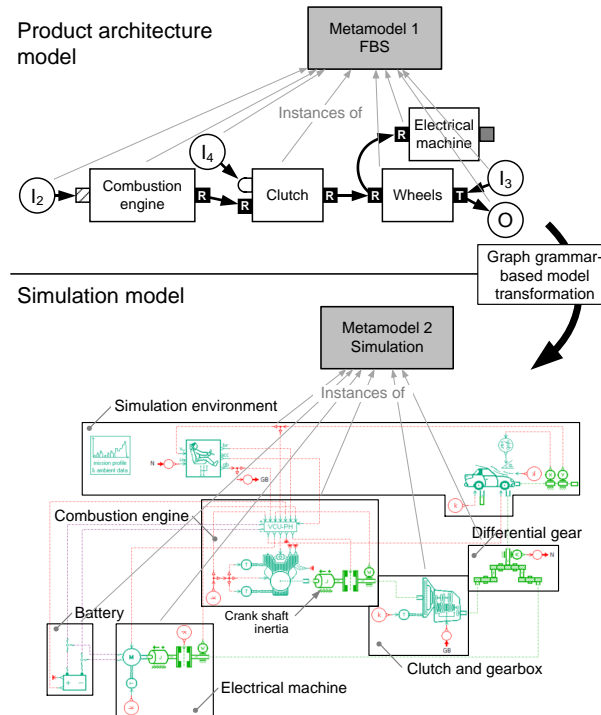 Product architecture
model
Metamodel 1
FBS
Instances of
I4
Electrical
machine
R
I2
Combustion
engine
R
R
Clutch
R
R
Wheels
T
I3
O
Graph grammar-
based model
transformation
Simulation model
Metamodel 2
Simulation
Instances of
Simulation environment
mission profile
& ambient data
N
GB
Combustion engine
VCU-PH
Differential gear
N
Crank shaft
inertia
Battery
M
GB
Clutch and gearbox
Electrical machine